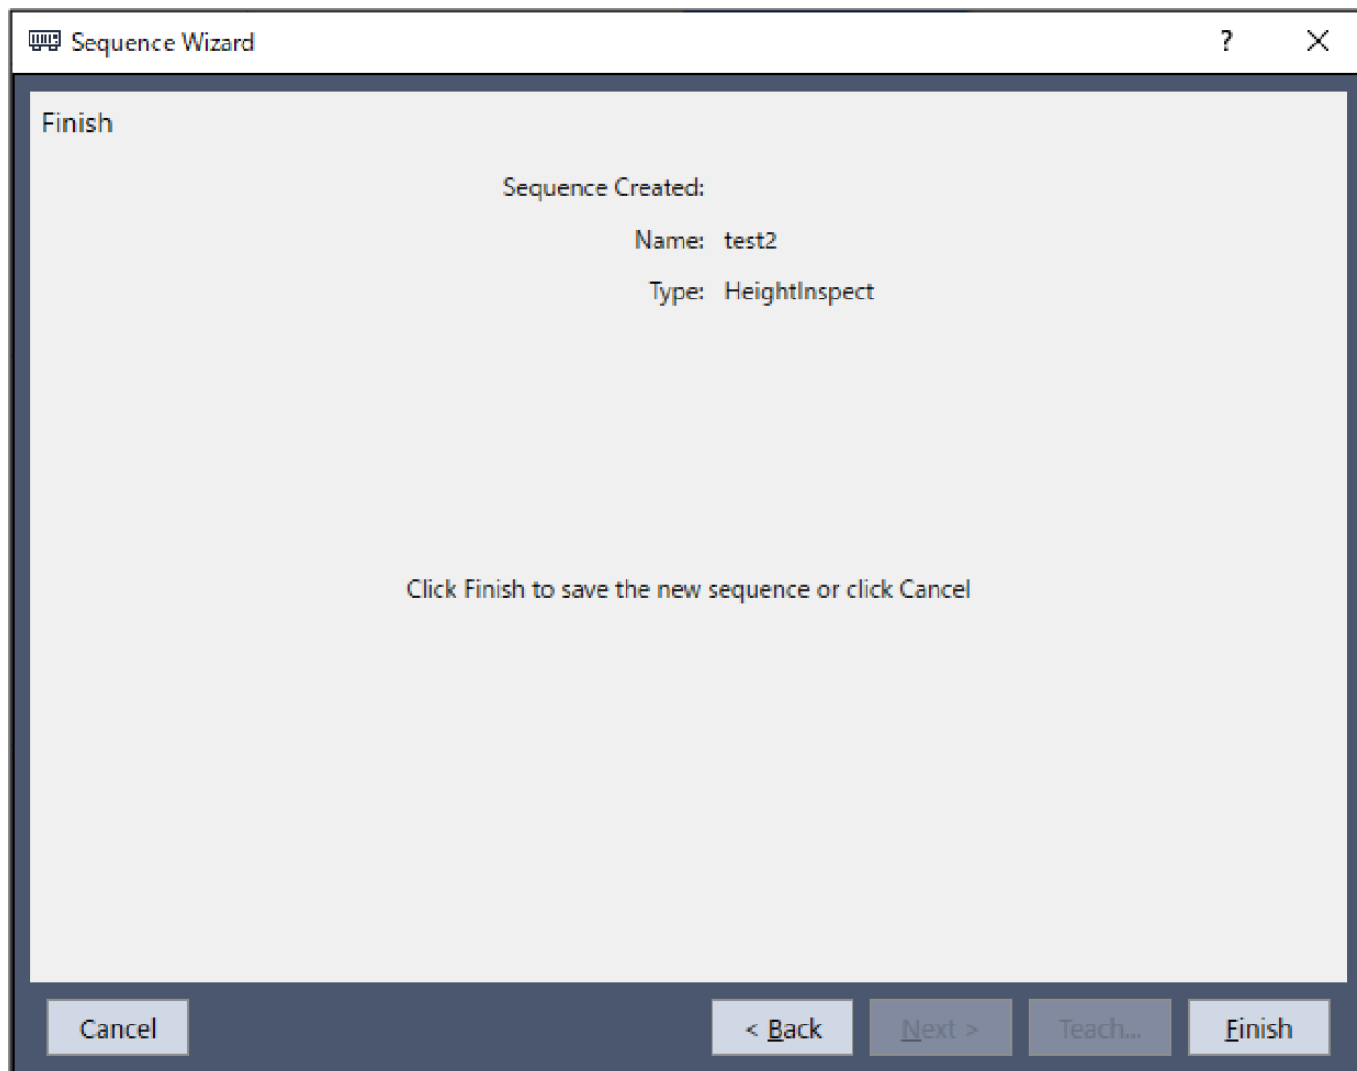 Sequence Wizard ?
Finish
Sequence Created:
Name: test2
Type: HeightInspect
Click Finish to save the new sequence or click Cancel
Cancel < Back Next > Teach... Finish